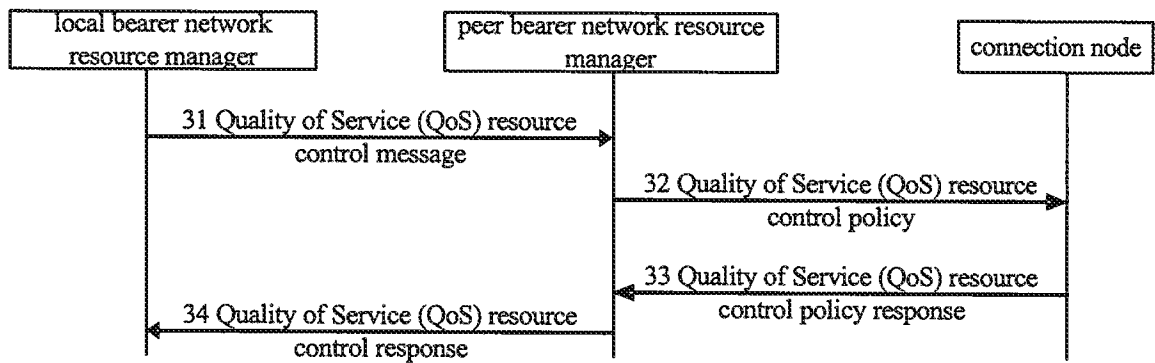 local bearer network
resource manager
peer bearer network resource
manager
connection node
31 Quality of Service (QoS) resource
control message
32 Quality of Service (QoS) resource
control policy
33 Quality of Service (QoS) resource
control policy response
34 Quality of Service (QoS) resource
control response